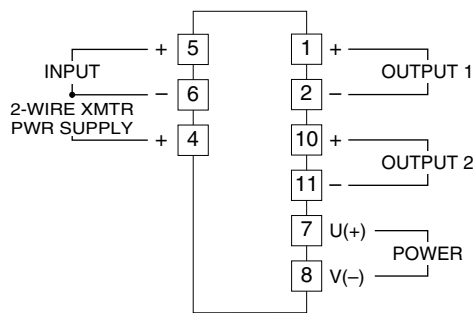 + 5
INPUT
– 6
2-WIRE XMTR
PWR SUPPLY
+ 4
1 +
OUTPUT 1
2 –
10 +
OUTPUT 2
11 –
7 U(+)
POWER
8 V(–)